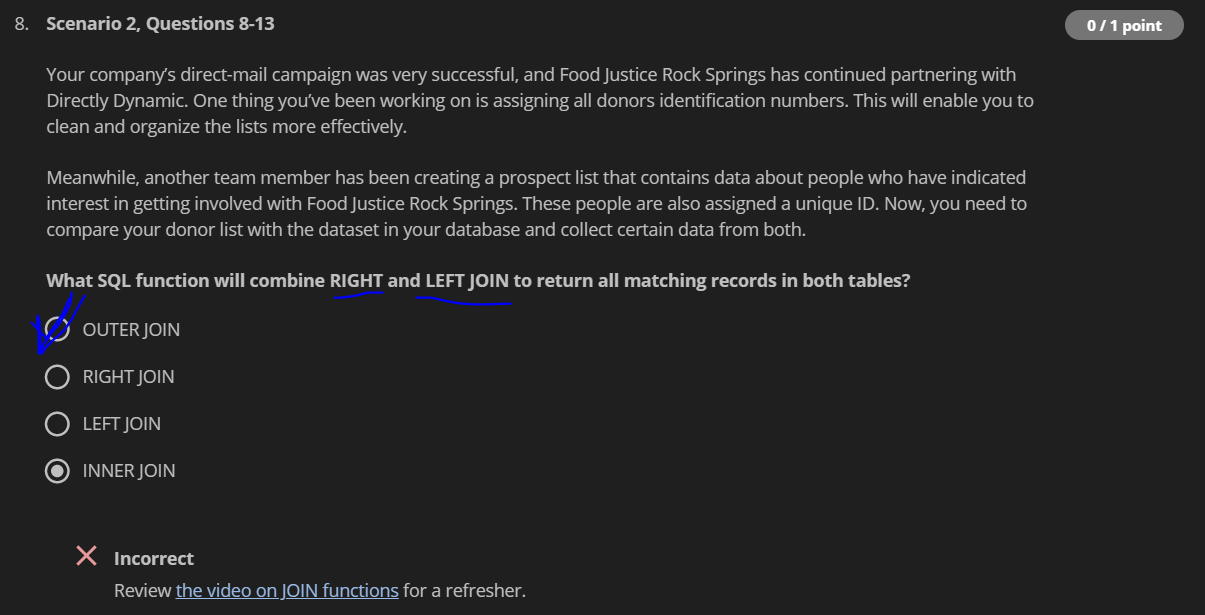 8. Scenario 2, Questions 8-13
0 / 1 point
Your company’s direct-mail campaign was very successful, and Food Justice Rock Springs has continued partnering with
Directly Dynamic. One thing you’ve been working on is assigning all donors identification numbers. This will enable you to
clean and organize the lists more effectively.
Meanwhile, another team member has been creating a prospect list that contains data about people who have indicated
interest in getting involved with Food Justice Rock Springs. These people are also assigned a unique ID. Now, you need to
compare your donor list with the dataset in your database and collect certain data from both.
What SQL function will combine RIGHT and LEFT JOIN to return all matching records in both tables?
OUTER JOIN
RIGHT JOIN
LEFT JOIN
INNER JOIN
Incorrect
Review the video on JOIN functions for a refresher.